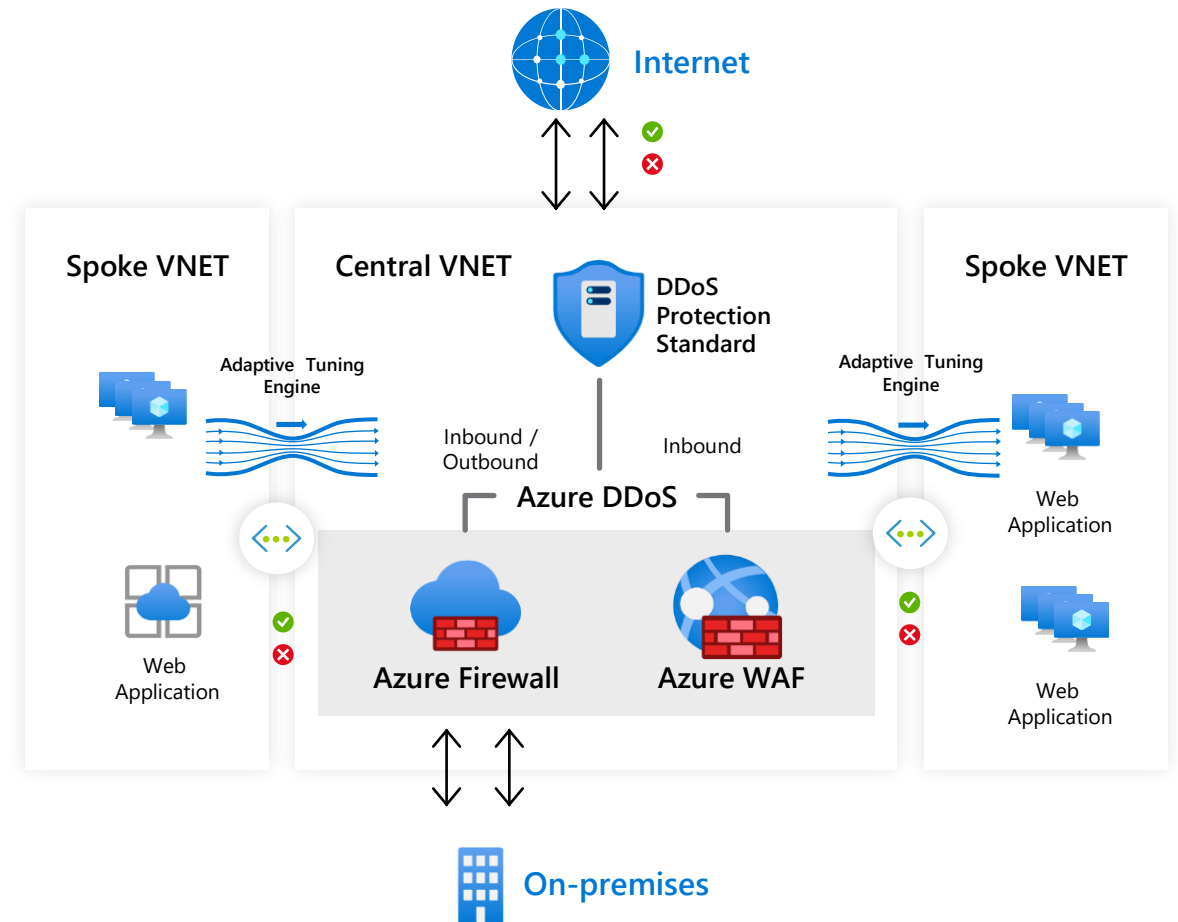 Internet
Spoke VNET
Central VNET
Spoke VNET
DDoS
Protection
Standard
Adaptive Tuning
Engine
Adaptive Tuning
Engine
Inbound /
Outbound
Inbound
Azure DDoS
Web
Application
Azure Firewall
Azure WAF
Web
Application
Web
Application
On-premises